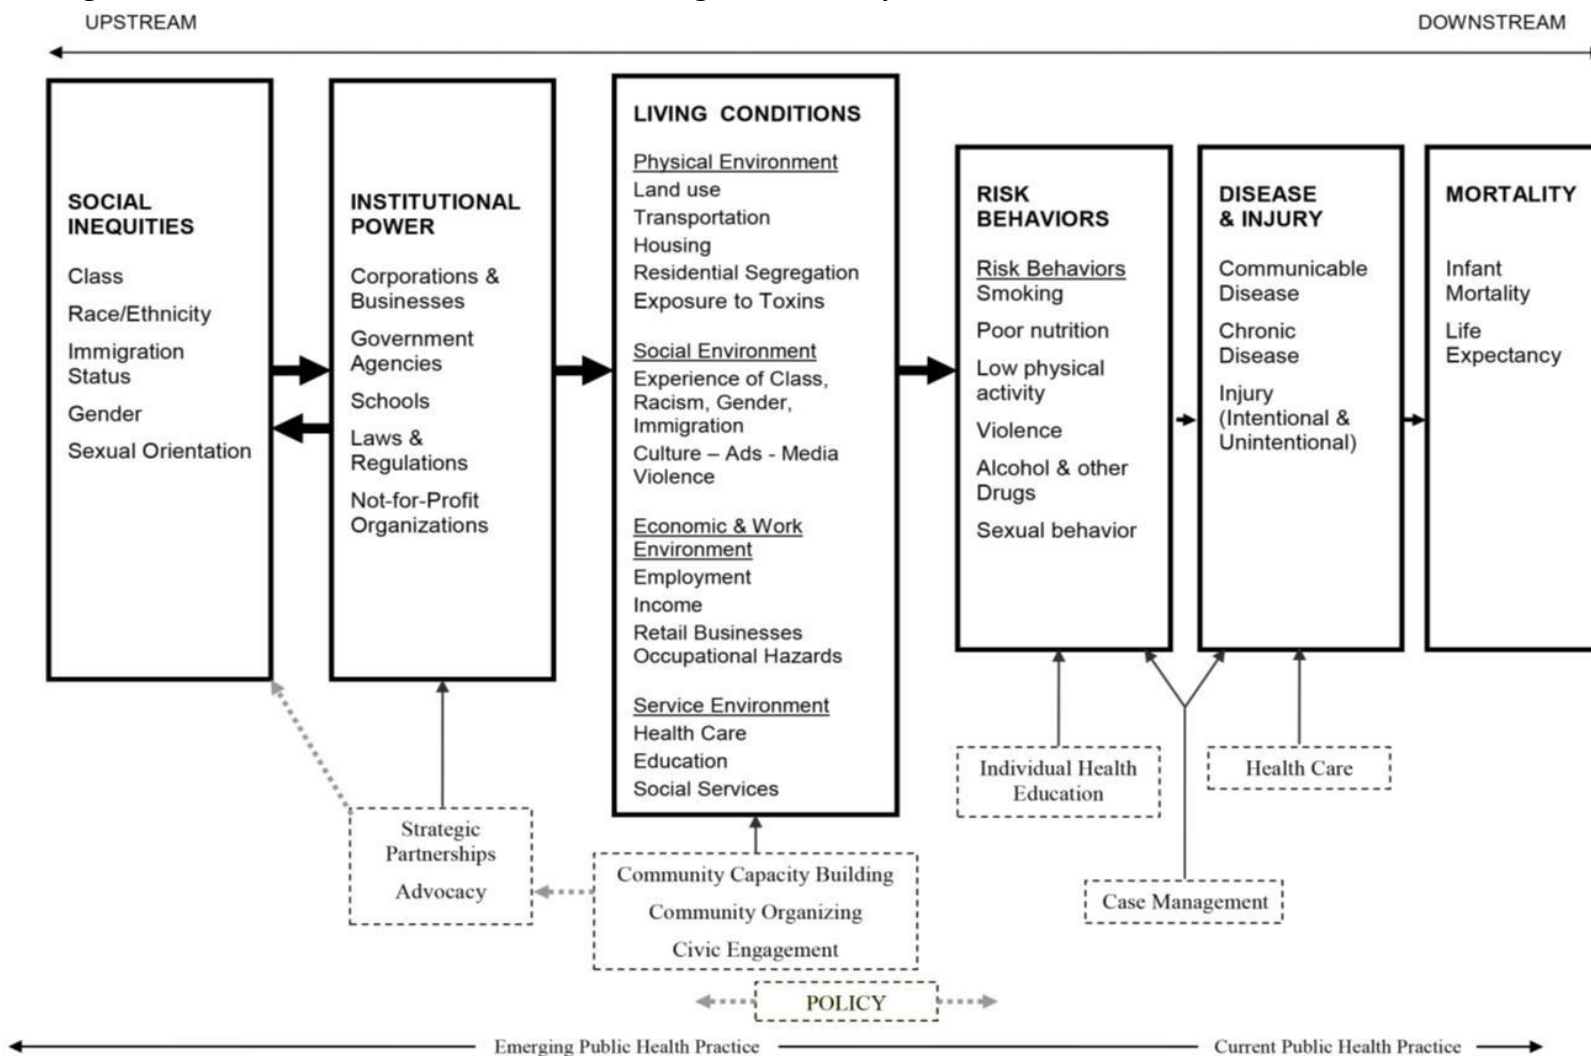 UPSTREAM
DOWNSTREAM
SOCIAL
INEQUITIES
Class
Race/Ethnicity
Immigration
Status
Gender
Sexual Orientation
INSTITUTIONAL
POWER
Corporations &
Businesses
Government
Agencies
Schools
Laws &
Regulations
Not-for-Profit
Organizations
LIVING CONDITIONS
Physical Environment
Land use
Transportation
Housing
Residential Segregation
Exposure to Toxins
Social Environment
Experience of Class,
Racism, Gender,
Immigration
Culture – Ads - Media
Violence
Economic & Work
Environment
Employment
Income
Retail Businesses
Occupational Hazards
Service Environment
Health Care
Education
Social Services
RISK
BEHAVIORS
Risk Behaviors
Smoking
Poor nutrition
Low physical
activity
Violence
Alcohol & other
Drugs
Sexual behavior
DISEASE
& INJURY
Communicable
Disease
Chronic
Disease
Injury
(Intentional &
Unintentional)
MORTALITY
Infant
Mortality
Life
Expectancy
Strategic
Partnerships
Advocacy
Community Capacity Building
Community Organizing
Civic Engagement
Individual Health
Education
Health Care
Case Management
POLICY
Emerging Public Health Practice
Current Public Health Practice